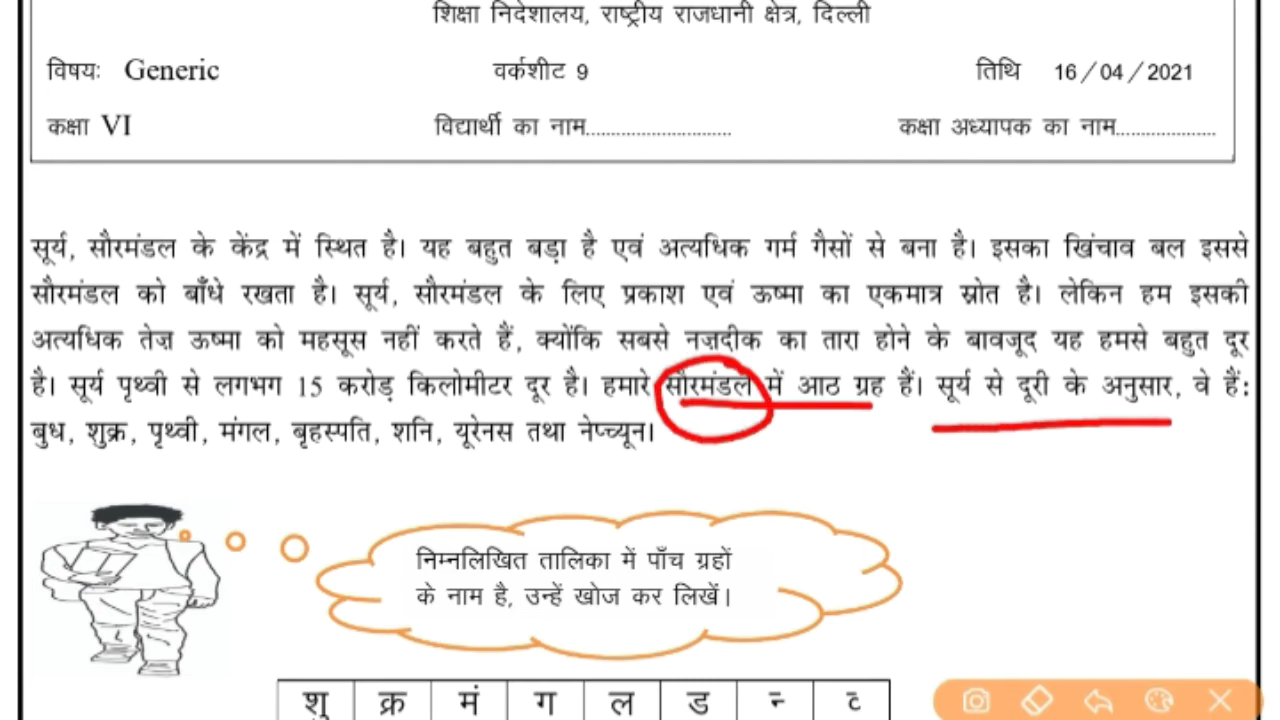 शिक्षा निदेशालय, राष्ट्रीय राजधानी क्षेत्र, दिल्ली
विषयः Generic वर्कशीट 9 तिथि 16/04/2021
कक्षा VI विद्यार्थी का नाम............................ कक्षा अध्यापक का नाम....................
सूर्य, सौरमंडल के केंद्र में स्थित है। यह बहुत बड़ा है एवं अत्यधिक गर्म गैसों से बना है। इसका खिंचाव बल इससे
सौरमंडल को बाँधे रखता है। सूर्य, सौरमंडल के लिए प्रकाश एवं ऊष्मा का एकमात्र स्रोत है। लेकिन हम इसकी
अत्यधिक तेज़ ऊष्मा को महसूस नहीं करते हैं, क्योंकि सबसे नज़दीक का तारा होने के बावजूद यह हमसे बहुत दूर
है। सूर्य पृथ्वी से लगभग 15 करोड़ किलोमीटर दूर है। हमारे सौरमंडल में आठ ग्रह हैं। सूर्य से दूरी के अनुसार, वे हैं:
बुध, शुक्र, पृथ्वी, मंगल, बृहस्पति, शनि, यूरेनस तथा नेप्च्यून।
निम्नलिखित तालिका में पाँच ग्रहों
के नाम है, उन्हें खोज कर लिखें।
शु क्र मं ग ल ड